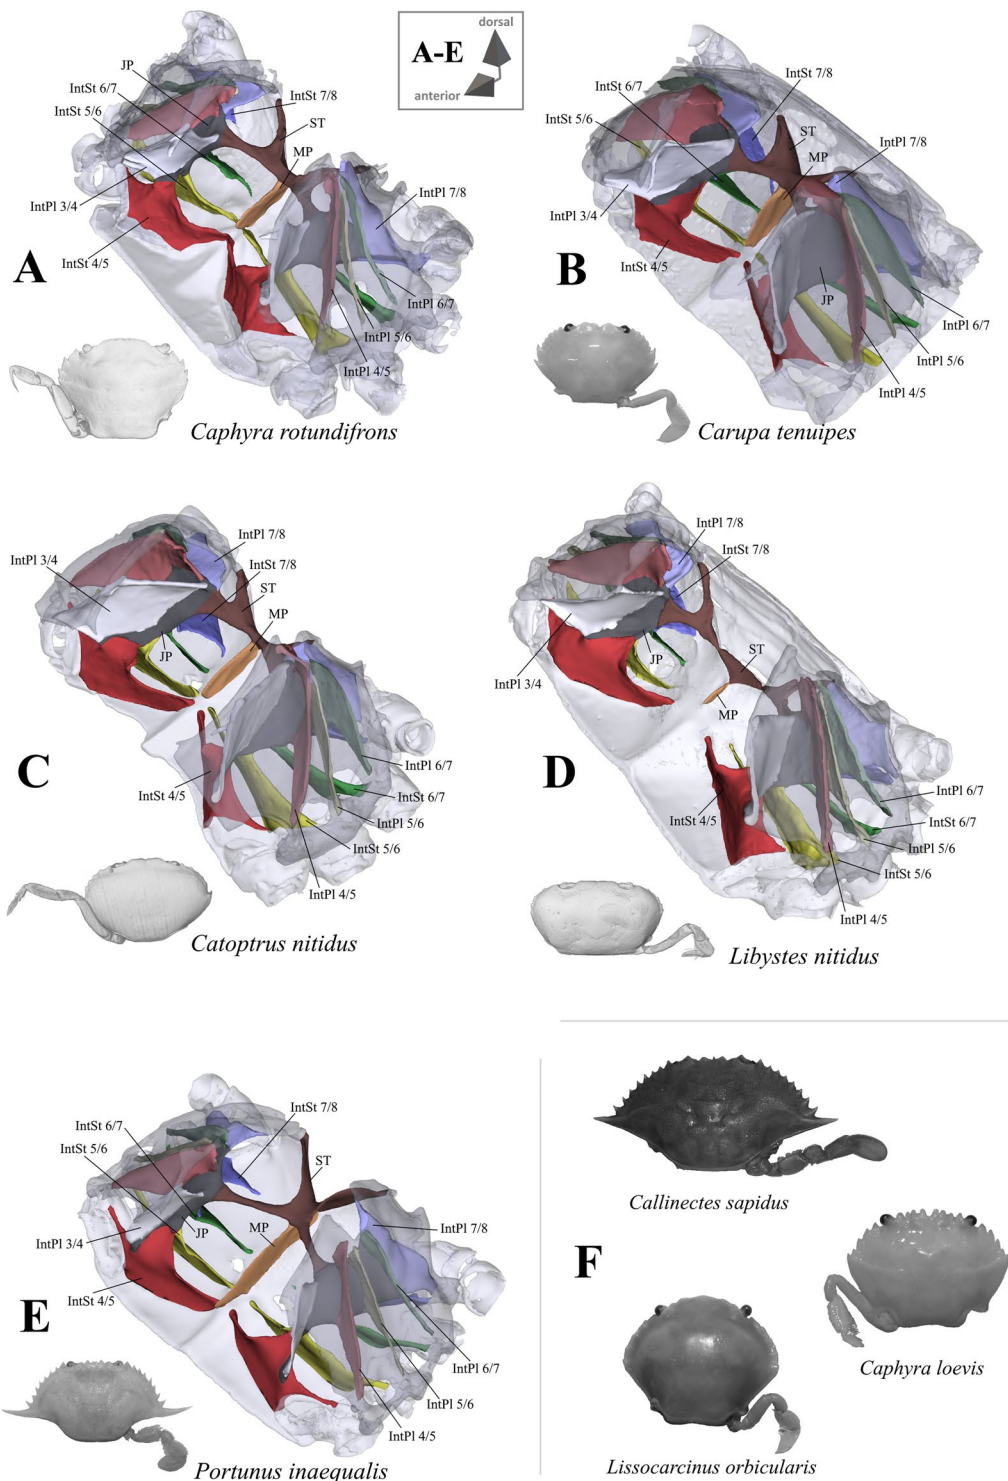 A-E
dorsal
anterior
JP
IntSt 6/7
IntSt 5/6
IntSt 7/8
ST
MP
IntPl 7/8
IntPl 3/4
IntSt 4/5
IntPl 6/7
IntPl 5/6
IntPl 4/5
A
Caphyra rotundifrons
IntSt 7/8
IntSt 6/7
IntSt 5/6
ST
MP
IntPl 7/8
IntPl 3/4
IntSt 4/5
JP
IntPl 6/7
IntPl 5/6
IntPl 4/5
B
Carupa tenuipes
IntPl 7/8
IntPl 3/4
IntSt 7/8
ST
MP
JP
IntSt 4/5
IntPl 6/7
IntSt 6/7
IntPl 5/6
IntSt 5/6
IntPl 4/5
C
Catoptrus nitidus
IntPl 7/8
IntSt 7/8
ST
JP
IntPl 3/4
MP
IntSt 4/5
IntPl 6/7
IntSt 6/7
IntPl 5/6
IntSt 5/6
IntPl 4/5
D
Libystes nitidus
IntSt 7/8
IntSt 6/7
IntSt 5/6
ST
MP
JP
IntPl 7/8
IntPl 3/4
IntSt 4/5
IntPl 6/7
IntPl 5/6
IntPl 4/5
E
Portunus inaequalis
Callinectes sapidus
F
Caphyra loevis
Lissocarcinus orbicularis